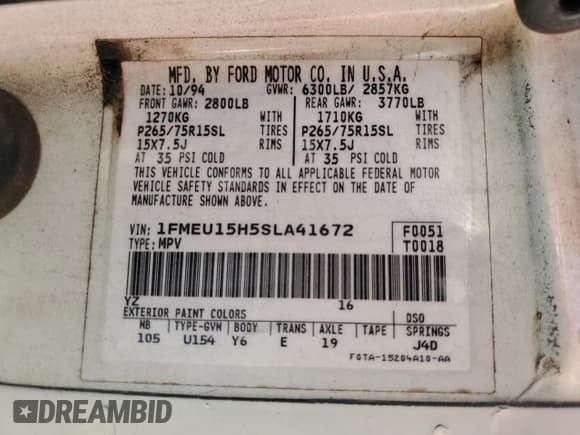 MFD. BY FORD MOTOR CO. IN U.S.A.
DATE: 10/94 GVWR: 6300LB/ 2857KG
FRONT GAWR: 2800LB REAR GAWR: 3770LB
1270KG WITH 1710KG WITH
P265/75R15SL TIRES P265/75R15SL TIRES
15X7.5J RIMS 15X7.5J RIMS
AT 35 PSI COLD AT 35 PSI COLD
THIS VEHICLE CONFORMS TO ALL APPLICABLE FEDERAL MOTOR
VEHICLE SAFETY STANDARDS IN EFFECT ON THE DATE OF
MANUFACTURE SHOWN ABOVE.
VIN: 1FMEU15H5SLA41672 F0051
TYPE: MPV T0018
YZ 16
EXTERIOR PAINT COLORS DSO
WB TYPE-GVW BODY TRANS AXLE TAPE SPRINGS
105 U154 Y6 E 19 J4D
F0TA-15204A10-AA
DREAMBID